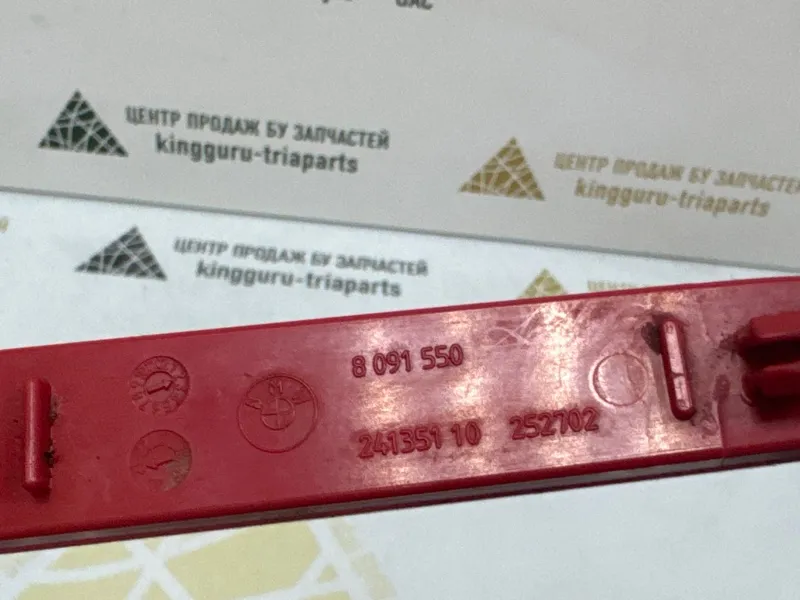 ЦЕНТР ПРОДАЖ БУ ЗАПЧАСТЕЙ
kingguru-triaparts
ЦЕНТР ПРОДАЖ БУ ЗАПЧАСТЕЙ
kingguru-triaparts
ЦЕНТР ПРОДАЖ БУ ЗАПЧАСТЕЙ
kingguru-triaparts
8 091 550
BMW
241351 10 252702